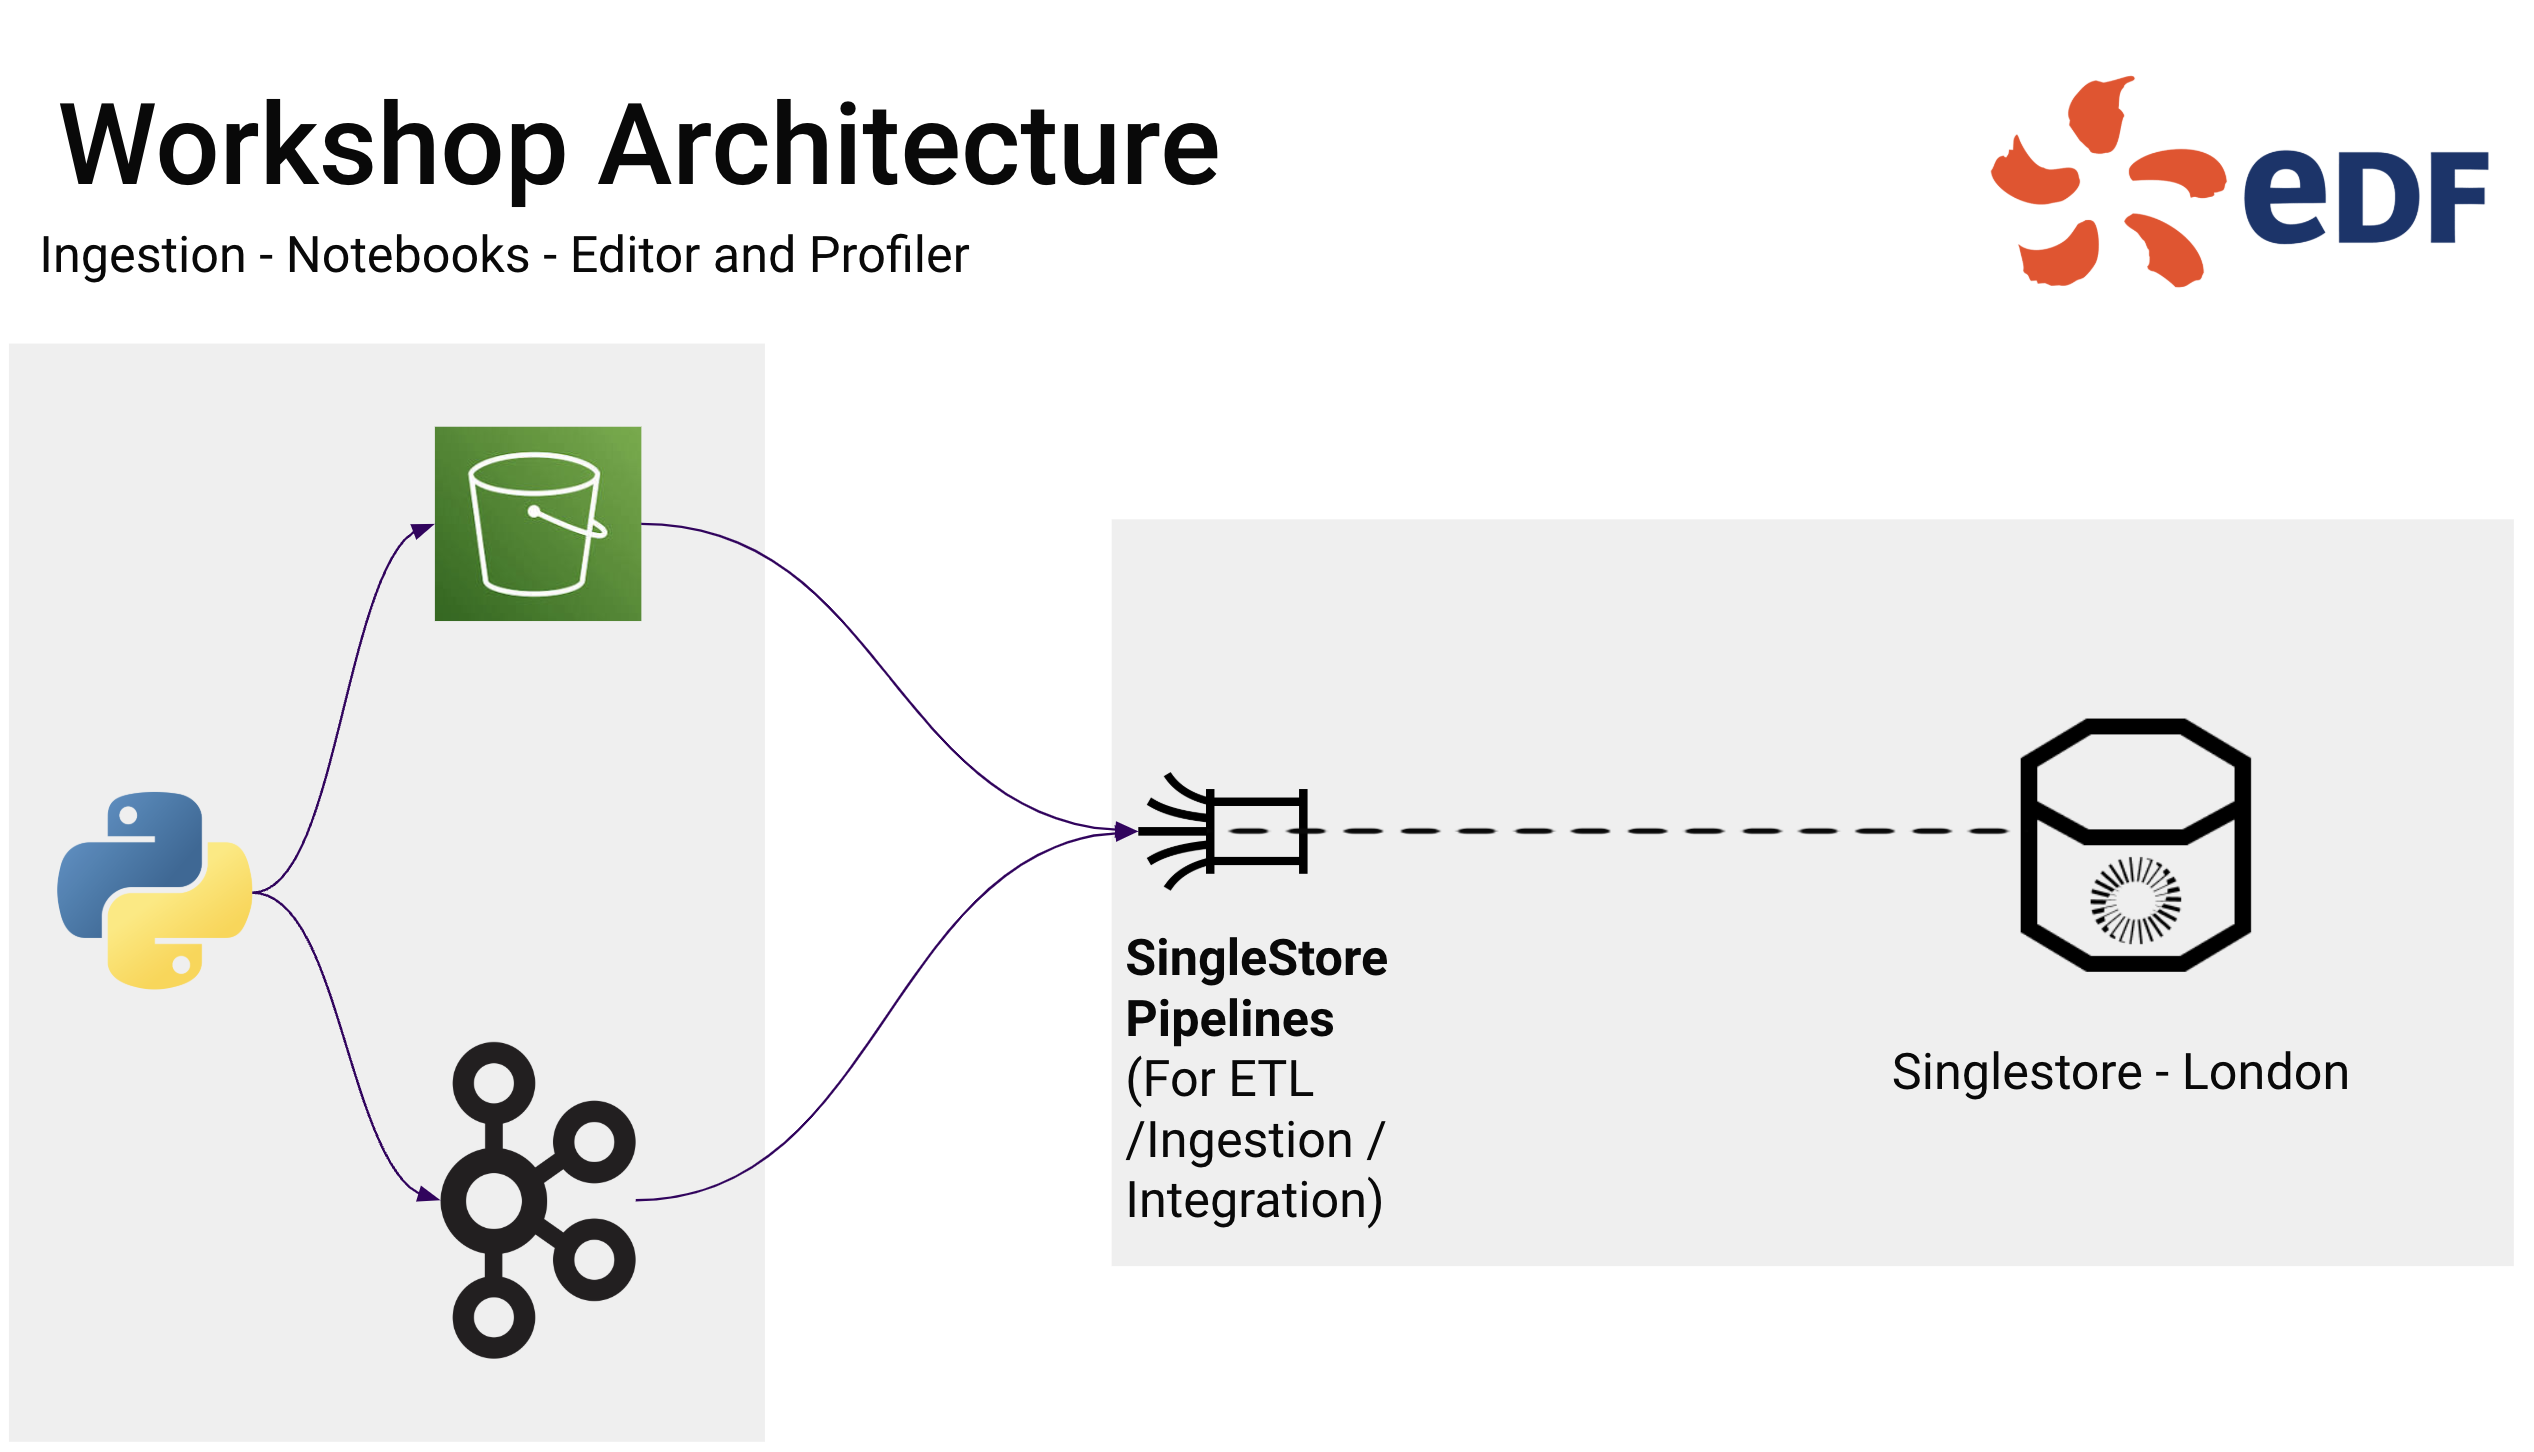 Workshop Architecture
eDF
Ingestion - Notebooks - Editor and Profiler
SingleStore
Pipelines
(For ETL
/Ingestion /
Integration)
Singlestore - London